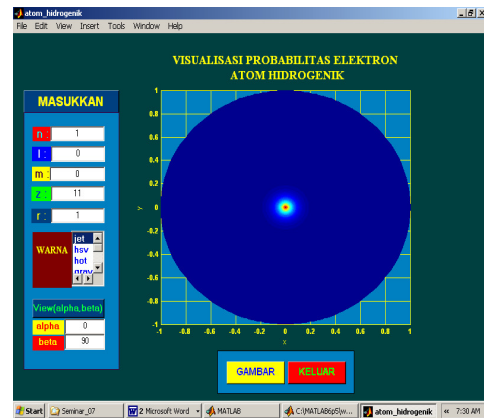 atom_hidrogenik
File Edit View Insert Tools Window Help
VISUALISASI PROBABILITAS ELEKTRON
ATOM HIDROGENIK
MASUKKAN
n : 1
l : 0
m : 0
z : 11
r : 1
WARNA
jet
hsv
hot
gray
View(alpha,beta)
alpha 0
beta 90
1
0.8
0.6
0.4
0.2
0
-0.2
-0.4
-0.6
-0.8
-1
Y
-1 -0.8 -0.6 -0.4 -0.2 0 0.2 0.4 0.6 0.8 1
X
GAMBAR KELUAR
Start Seminar_07 2 Microsoft Word MATLAB C:\MATLAB6p5\w... atom_hidrogenik « 7:30 AM